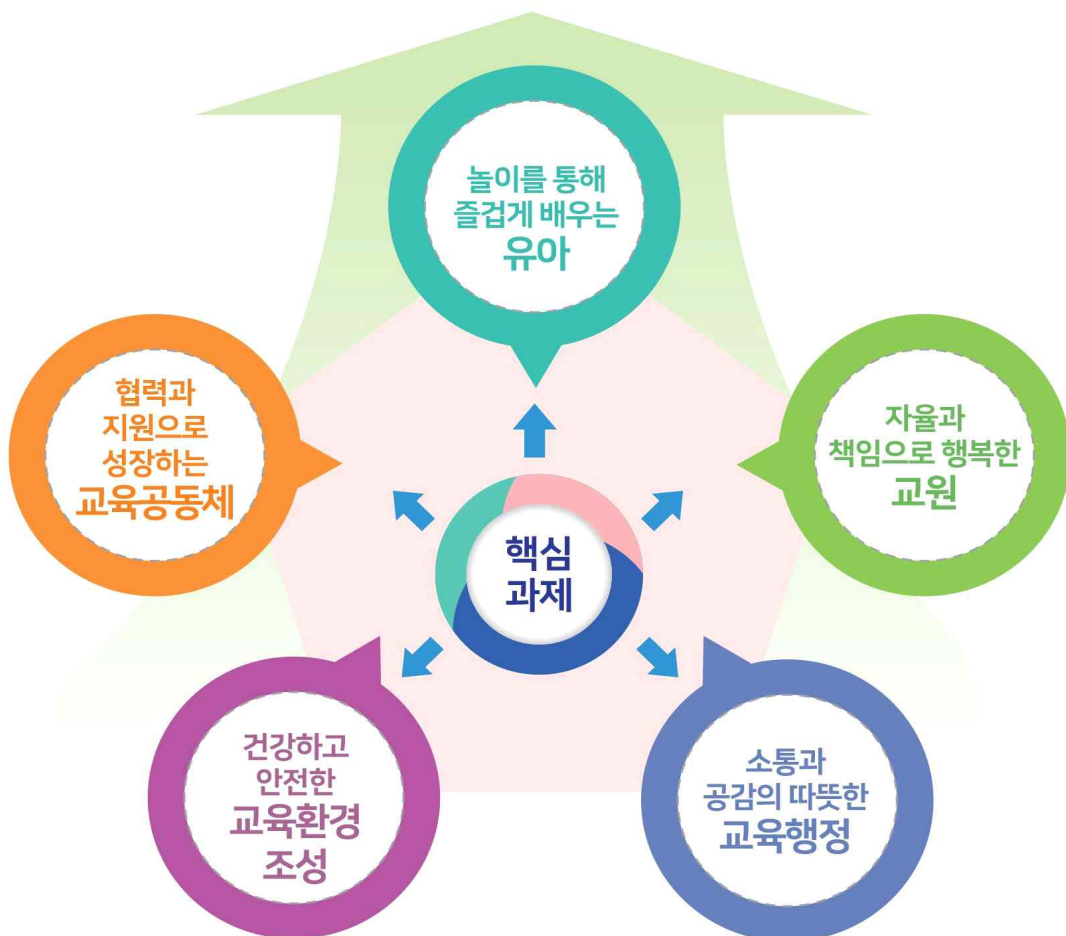 놀이를 통해
즐겁게 배우는
유아
협력과
지원으로
성장하는
교육공동체
자율과
책임으로 행복한
교원
핵심
과제
건강하고
안전한
교육환경
조성
소통과
공감의 따뜻한
교육행정